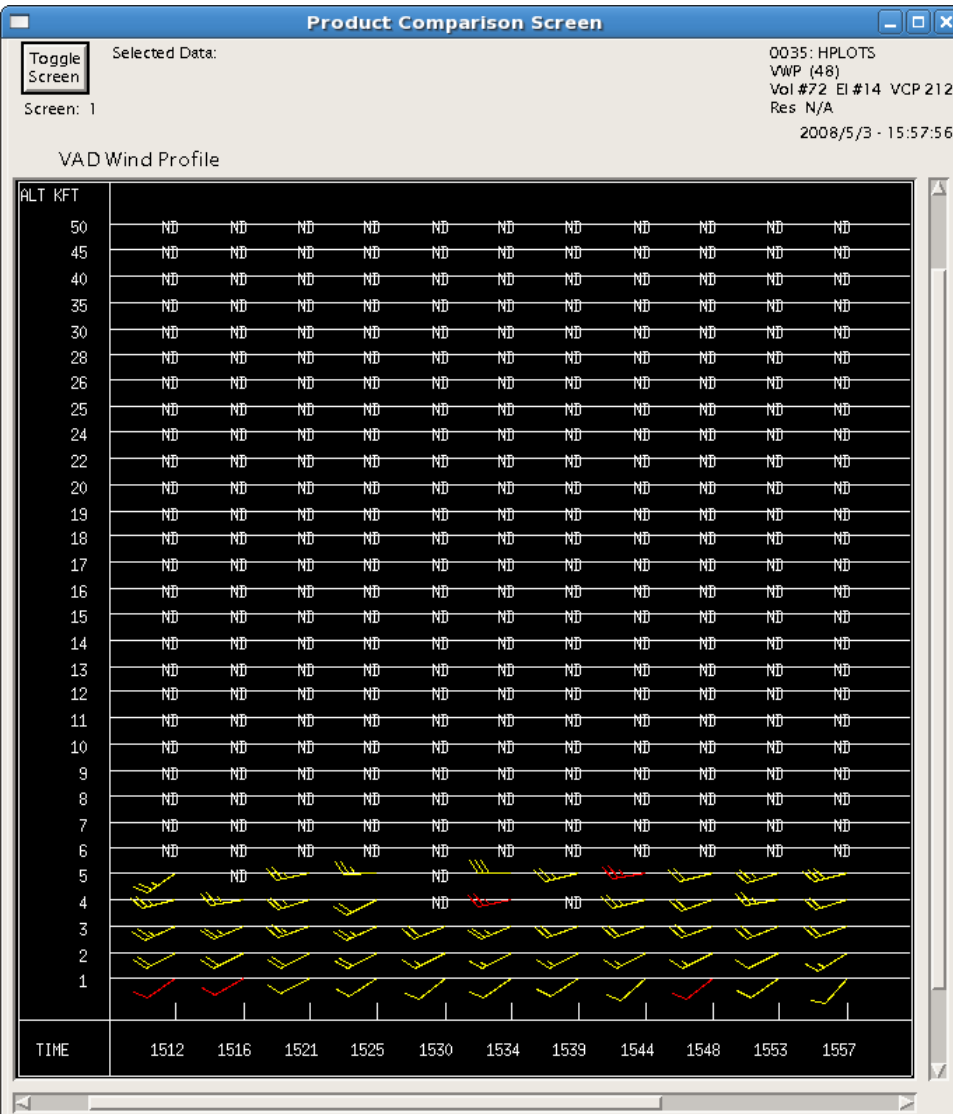 Product Comparison Screen
Toggle
Screen
Selected Data:
0035: HPLOTS
VWP (48)
Vol #72 El #14 VCP 212
Res N/A
Screen: 1
2008/5/3 - 15:57:56
VAD Wind Profile
ALT KFT
50 ND ND ND ND ND ND ND ND ND ND ND
45 ND ND ND ND ND ND ND ND ND ND ND
40 ND ND ND ND ND ND ND ND ND ND ND
35 ND ND ND ND ND ND ND ND ND ND ND
30 ND ND ND ND ND ND ND ND ND ND ND
28 ND ND ND ND ND ND ND ND ND ND ND
26 ND ND ND ND ND ND ND ND ND ND ND
25 ND ND ND ND ND ND ND ND ND ND ND
24 ND ND ND ND ND ND ND ND ND ND ND
22 ND ND ND ND ND ND ND ND ND ND ND
20 ND ND ND ND ND ND ND ND ND ND ND
19 ND ND ND ND ND ND ND ND ND ND ND
18 ND ND ND ND ND ND ND ND ND ND ND
17 ND ND ND ND ND ND ND ND ND ND ND
16 ND ND ND ND ND ND ND ND ND ND ND
15 ND ND ND ND ND ND ND ND ND ND ND
14 ND ND ND ND ND ND ND ND ND ND ND
13 ND ND ND ND ND ND ND ND ND ND ND
12 ND ND ND ND ND ND ND ND ND ND ND
11 ND ND ND ND ND ND ND ND ND ND ND
10 ND ND ND ND ND ND ND ND ND ND ND
9 ND ND ND ND ND ND ND ND ND ND ND
8 ND ND ND ND ND ND ND ND ND ND ND
7 ND ND ND ND ND ND ND ND ND ND ND
6 ND ND ND ND ND ND ND ND ND ND ND
5 ND ND
4 ND ND
3
2
1
TIME 1512 1516 1521 1525 1530 1534 1539 1544 1548 1553 1557